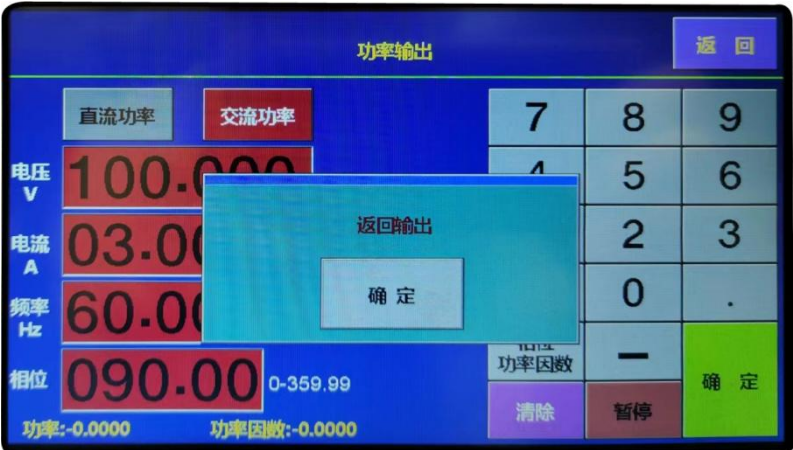 功率输出
返 回
直流功率
交流功率
7
8
9
电压
V
100.000
4
5
6
返回输出
电流
A
03.00
2
3
确 定
频率
Hz
60.00
0
.
功率因数
−
相位
090.00
0-359.99
确 定
清除
暂停
功率:-0.0000
功率因数:-0.0000